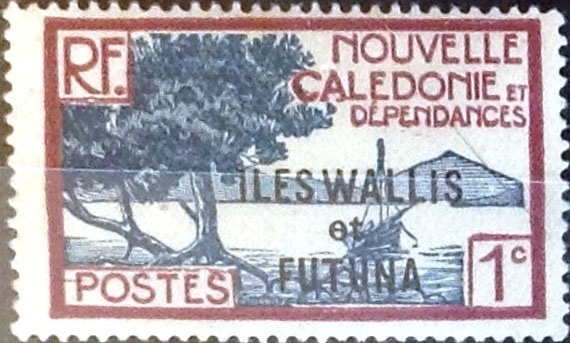 RF.
NOUVELLE
CALEDONIE ET
DÉPENDANCES
ILES WALLIS
et
FUTUNA
POSTES
1c